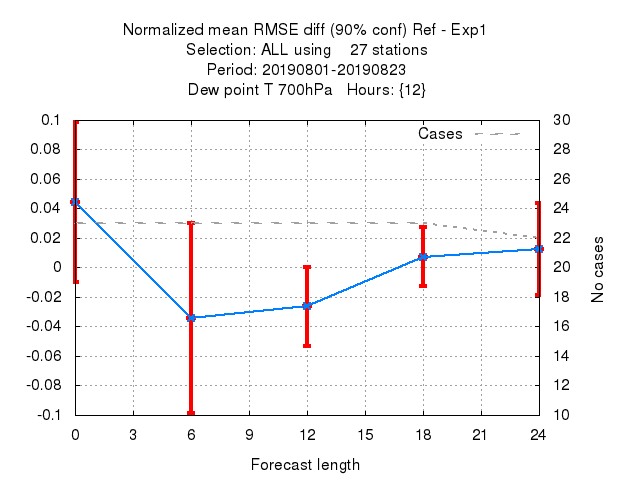 Normalized mean RMSE diff (90% conf) Ref - Exp1
Selection: ALL using    27 stations
Period: 20190801-20190823
Dew point T 700hPa   Hours: {12}
Cases
0.1
0.08
0.06
0.04
0.02
0
-0.02
-0.04
-0.06
-0.08
-0.1
30
28
26
24
22
20
18
16
14
12
10
No cases
0 3 6 9 12 15 18 21 24
Forecast length